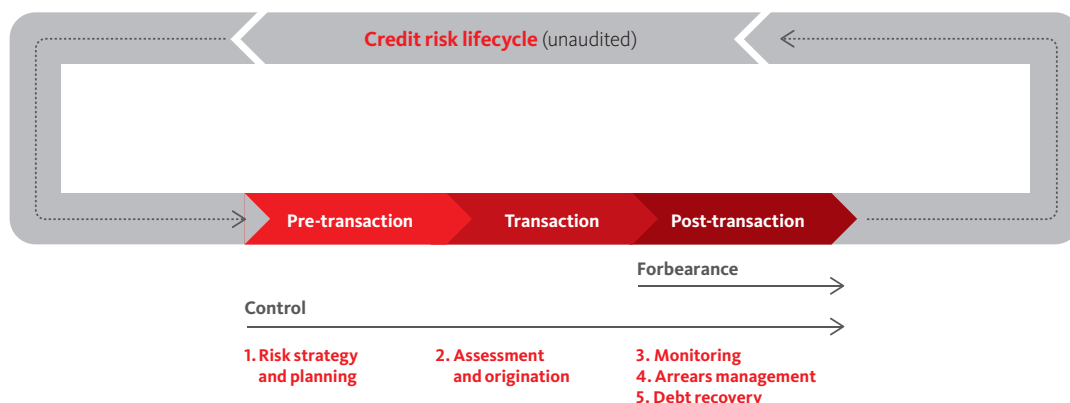 Credit risk lifecycle (unaudited)
Pre-transaction
Transaction
Post-transaction
Forbearance
Control
1. Risk strategy
and planning
2. Assessment
and origination
3. Monitoring
4. Arrears management
5. Debt recovery